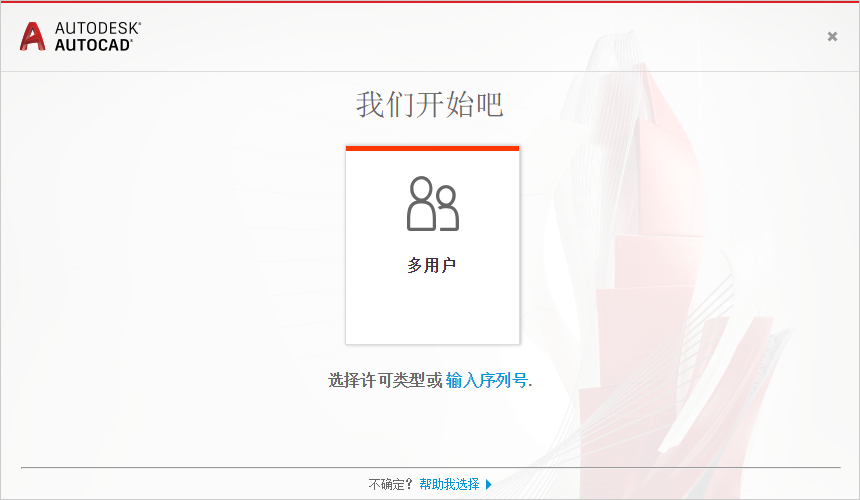 AUTODESK®
AUTOCAD®
我们开始吧
多用户
选择许可类型或 输入序列号.
不确定? 帮助我选择